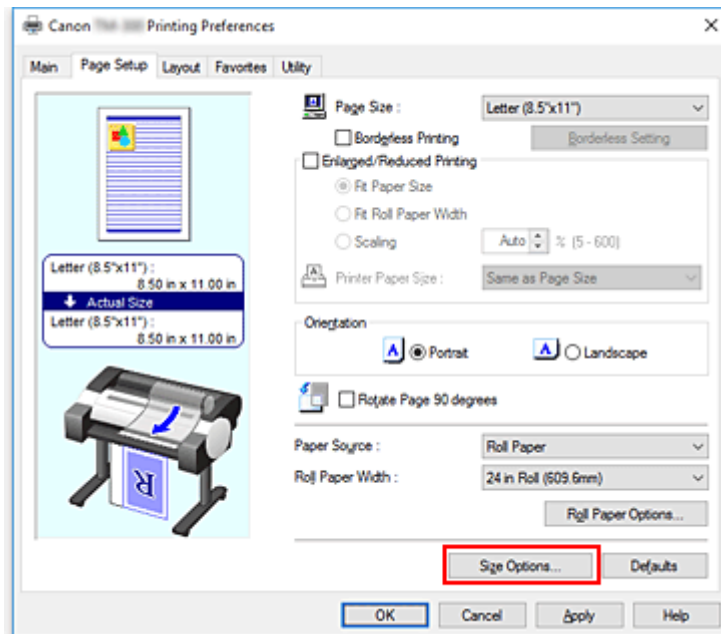 Canon Printing Preferences
Main Page Setup Layout Favorites Utility
Page Size : Letter (8.5"x11")
Borderless Printing Borderless Setting
Enlarged/Reduced Printing
Fit Paper Size
Fit Roll Paper Width
Scaling Auto % (5 - 600)
Printer Paper Size : Same as Page Size
Letter (8.5"x11") :
8.50 in x 11.00 in
Actual Size
Letter (8.5"x11") :
8.50 in x 11.00 in
Orientation
A Portrait A Landscape
Rotate Page 90 degrees
Paper Source : Roll Paper
Roll Paper Width : 24 in Roll (609.6mm)
R
Roll Paper Options...
Size Options... Defaults
OK Cancel Apply Help